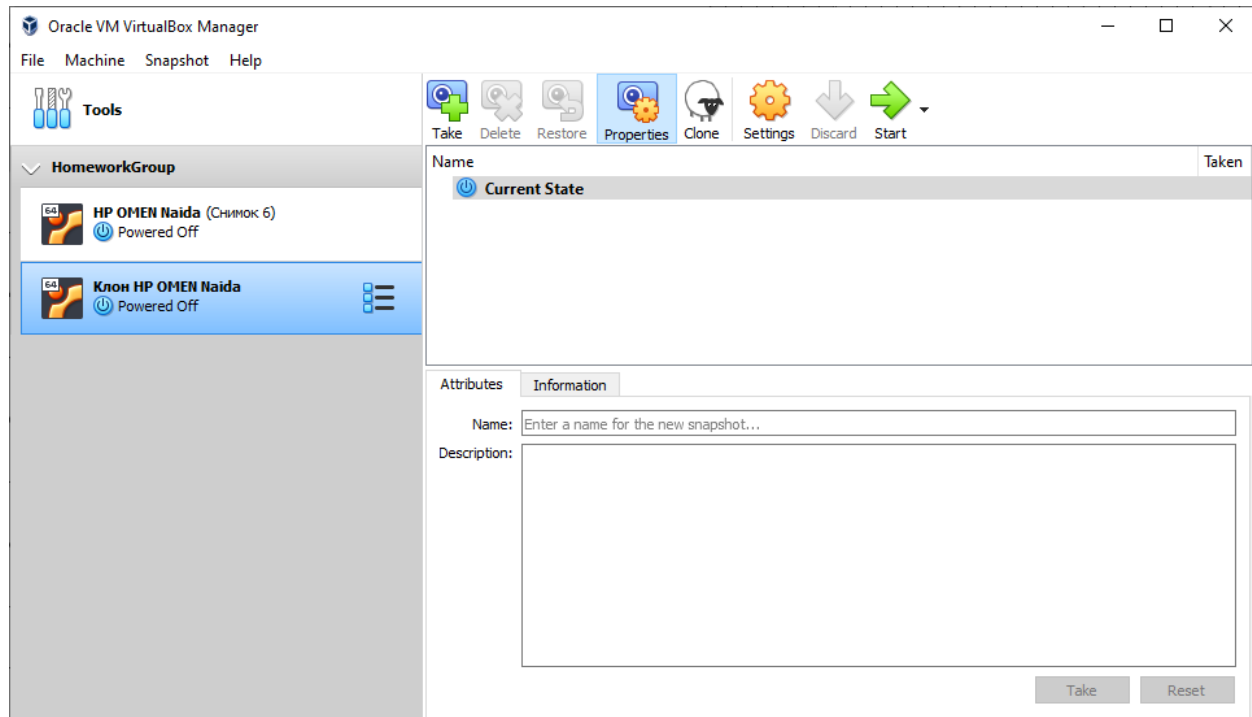 Oracle VM VirtualBox Manager
File Machine Snapshot Help
Tools
Take Delete Restore Properties Clone Settings Discard Start
HomeworkGroup
64
HP OMEN Naida (Снимок 6)
Powered Off
64
Клон HP OMEN Naida
Powered Off
Name Taken
Current State
Attributes Information
Name: Enter a name for the new snapshot...
Description:
Take Reset